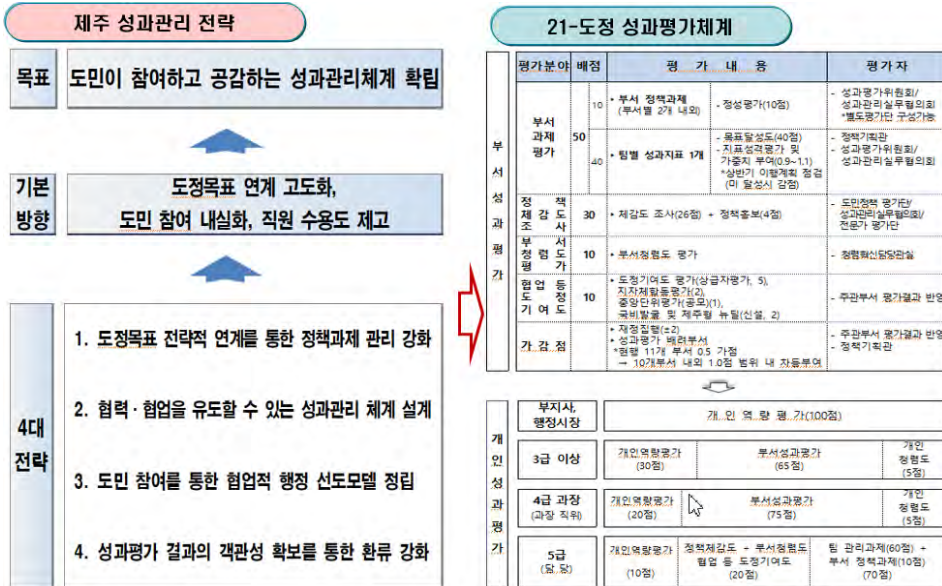 제주 성과관리 전략
목표
도민이 참여하고 공감하는 성과관리체계 확립
기본
방향
도정목표 연계 고도화,
도민 참여 내실화, 직원 수용도 제고
4대
전략
1. 도정목표 전략적 연계를 통한 정책과제 관리 강화
2. 협력·협업을 유도할 수 있는 성과관리 체계 설계
3. 도민 참여를 통한 협업적 행정 선도모델 정립
4. 성과평가 결과의 객관성 확보를 통한 환류 강화
21-도정 성과평가체계
평가분야 배점 평 가 내 용 평가자
부서성과평가
부서
과제
평가
50
10
• 부서 정책과제
(부서별 2개 내외)
- 정성평가(10점)
- 성과평가위원회/
성과관리실무협의회
*별도평가단 구성가능
40
• 팀별 성과지표 1개
- 목표달성도(40점)
- 지표성격평가 및
가중치 부여(0.9~1.1)
*상반기 이행계획 점검
(미 달성시 감점)
- 정책기획관
- 성과평가위원회/
성과관리실무협의회
정 책
체 감 도
조 사
30
• 체감도 조사(26점) + 정책홍보(4점)
- 도민정책 평가단/
성과관리실무협의회/
전문가 평가단
부 서
청 렴 도
평 가
10
• 부서청렴도 평가
- 청렴혁신담당관실
협업 등
도 정
기 여 도
10
• 도정기여도 평가(상급자평가, 5),
지자체합동평가(2),
중앙단위평가(공모)(1),
국비발굴 및 제주형 뉴딜(신설, 2)
- 주관부서 평가결과 반영
가 감 점
• 재정집행(±2)
• 성과평가 배려부서
*현행 11개 부서 0.5 가점
→ 10개부서 내외 1.0점 범위 내 차등부여
- 주관부서 평가결과 반영
- 정책기획관
개인성과평가
부지사,
행정시장
개 인 역 량 평 가(100점)
3급 이상
개인역량평가
(30점)
부서성과평가
(65점)
개인
청렴도
(5점)
4급 과장
(과장 직위)
개인역량평가
(20점)
부서성과평가
(75점)
개인
청렴도
(5점)
5급
(담 당)
개인역량평가
(10점)
정책체감도 + 부서청렴도
협업 등 도정기여도
(20점)
팀 관리과제(60점) +
부서 정책과제(10점)
(70점)